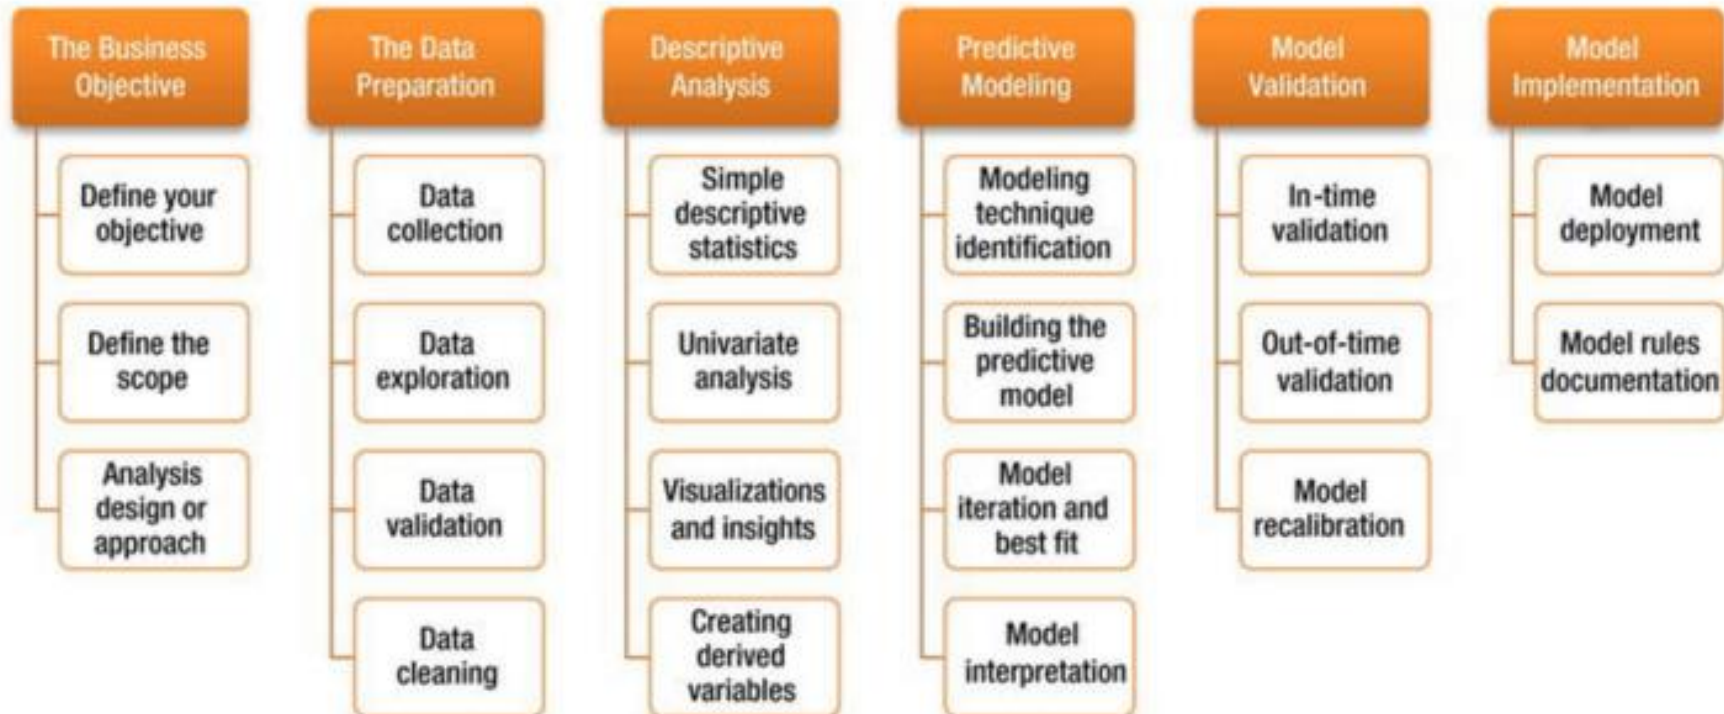 The Business
Objective
Define your
objective
Define the
scope
Analysis
design or
approach
The Data
Preparation
Data
collection
Data
exploration
Data
validation
Data
cleaning
Descriptive
Analysis
Simple
descriptive
statistics
Univariate
analysis
Visualizations
and insights
Creating
derived
variables
Predictive
Modeling
Modeling
technique
identification
Building the
predictive
model
Model
iteration and
best fit
Model
interpretation
Model
Validation
In-time
validation
Out-of-time
validation
Model
recalibration
Model
Implementation
Model
deployment
Model rules
documentation